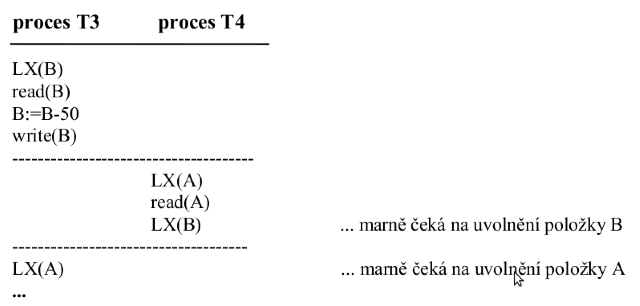 proces T3 proces T4
LX(B)
read(B)
B:=B-50
write(B)
--------------------------------------
LX(A)
read(A)
LX(B) ... marně čeká na uvolnění položky B
-------------------------------------
LX(A) ... marně čeká na uvolnění položky A
...